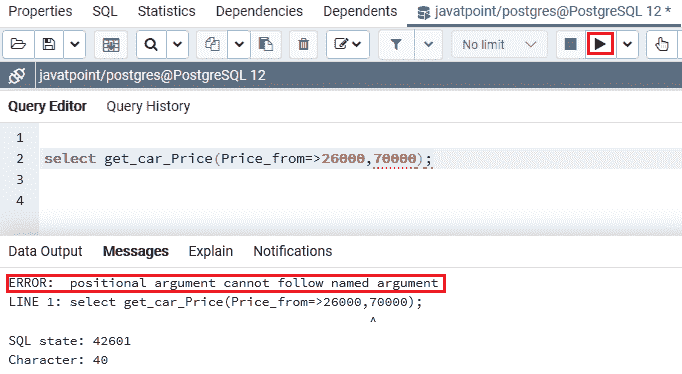 Properties SQL Statistics Dependencies Dependents javatpoint/postgres@PostgreSQL 12 *
No limit
javatpoint/postgres@PostgreSQL 12
Query Editor Query History
1
2 select get_car_Price(Price_from=>26000,70000);
3
4
Data Output Messages Explain Notifications
ERROR:  positional argument cannot follow named argument
LINE 1: select get_car_Price(Price_from=>26000,70000);
^
SQL state: 42601
Character: 40